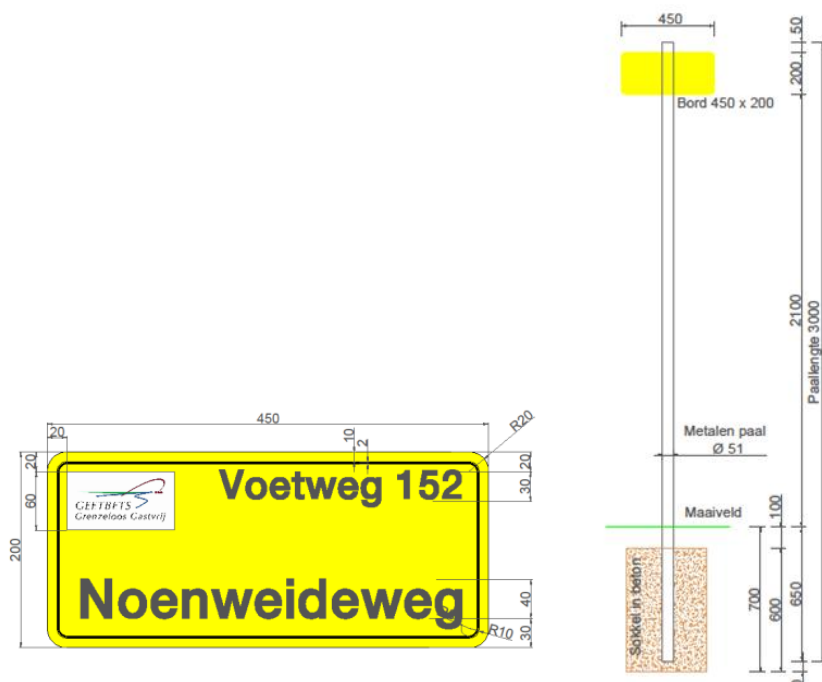 450
20
10
2
R20
20
20
30
Voetweg 152
60
GEETBETS
Grenzeloos Gastvrij
200
Noenweideweg
40
R10
30
450
50
200
Bord 450 x 200
2100
Paallengte 3000
Metalen paal
Ø 51
Maaiveld
100
Sokkel in beton
700
600
650